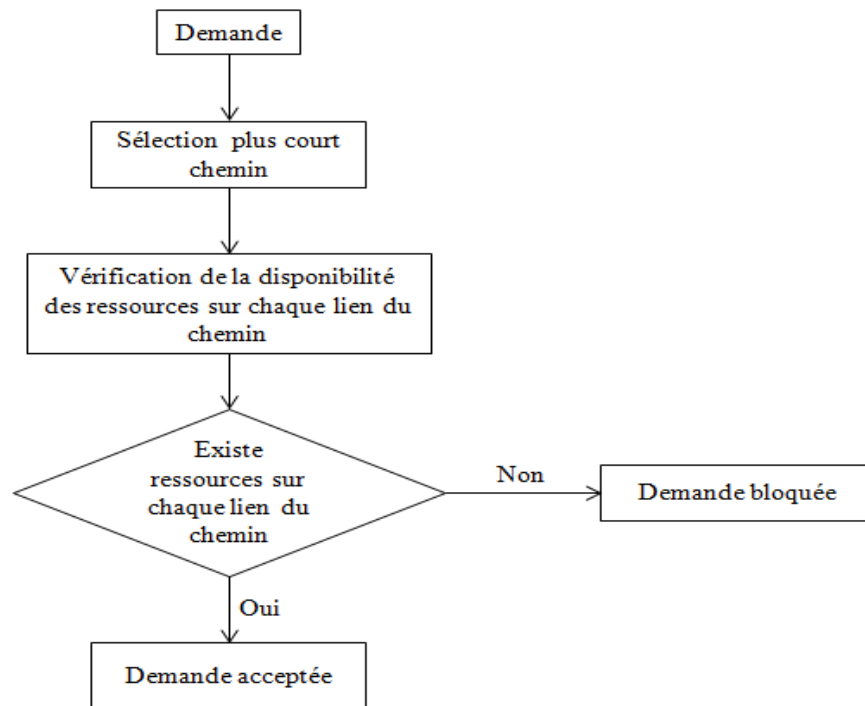 Demande
Sélection plus court
chemin
Vérification de la disponibilité
des ressources sur chaque lien du
chemin
Existe
ressources sur
chaque lien du
chemin
Non
Demande bloquée
Oui
Demande acceptée